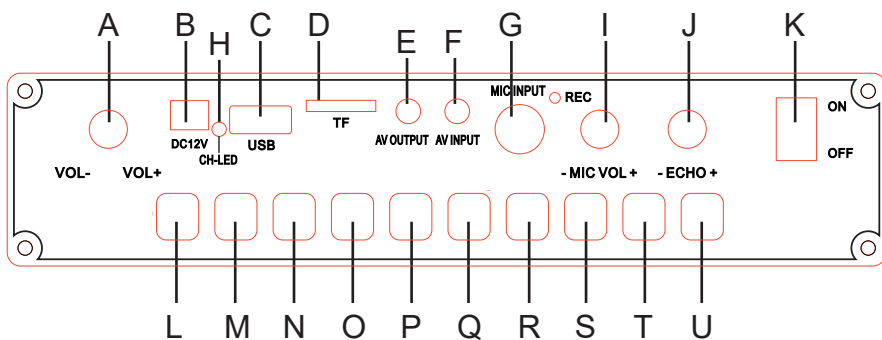 A B H C D E F G I J K
MIC INPUT
REC
ON
TF
DC12V
USB
AV OUTPUT
AV INPUT
OFF
CH-LED
VOL-
VOL+
- MIC VOL +
- ECHO +
L M N O P Q R S T U